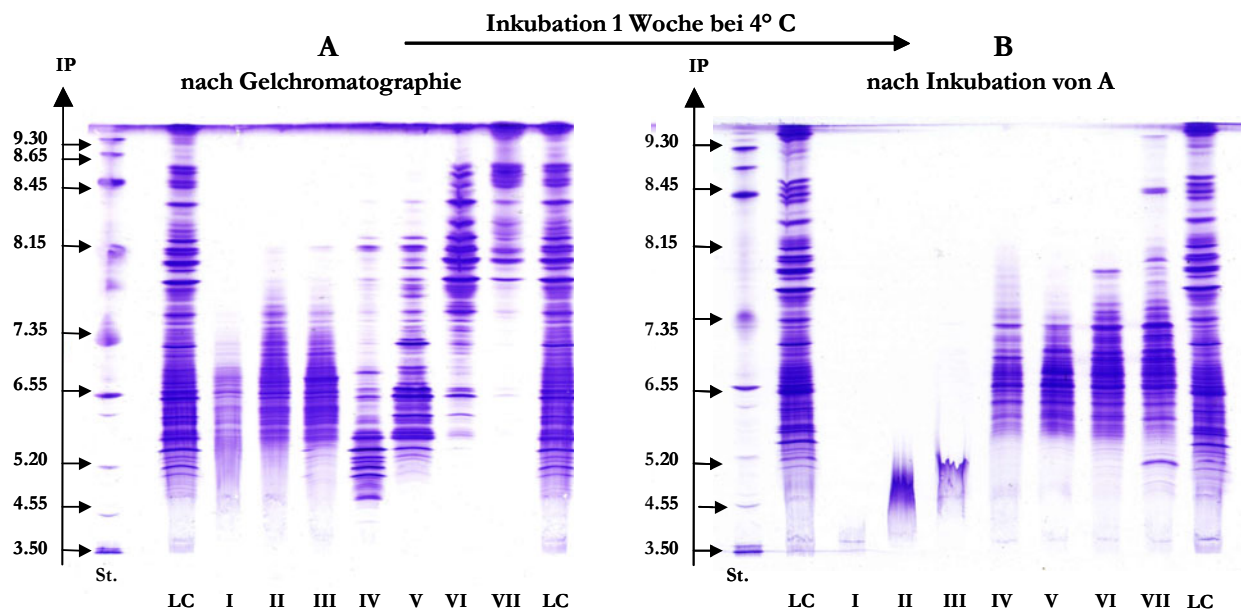 Inkubation 1 Woche bei 4° C
A
B
nach Gelchromatographie
nach Inkubation von A
IP
9.30
8.65
8.45
8.15
7.35
6.55
5.20
4.55
3.50
St.
LC I II III IV V VI VII LC
IP
9.30
8.45
8.15
7.35
6.55
5.20
4.55
3.50
St.
LC I II III IV V VI VII LC